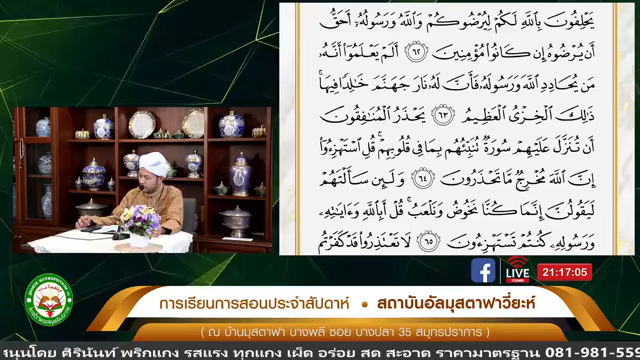 يَحْلِفُونَ بِاللَّهِ لَكُمْ لِيُرْضُوكُمْ وَاللَّهُ وَرَسُولُهُ أَحَقُّ
أَن يُرْضُوهُ إِن كَانُوا مُؤْمِنِينَ ٦٢ أَلَمْ يَعْلَمُوا أَنَّهُ
مَن يُحَادِدِ اللَّهَ وَرَسُولَهُ فَأَنَّ لَهُ نَارَ جَهَنَّمَ خَالِدًا فِيهَا
ذَٰلِكَ الْخِزْيُ الْعَظِيمُ ٦٣ يَحْذَرُ الْمُنَافِقُونَ
أَن تُنَزَّلَ عَلَيْهِمْ سُورَةٌ تُنَبِّئُهُم بِمَا فِي قُلُوبِهِمْ قُلِ اسْتَهْزِئُوا
إِنَّ اللَّهَ مُخْرِجٌ مَّا تَحْذَرُونَ ٦٤ وَلَئِن سَأَلْتَهُمْ
لَيَقُولُنَّ إِنَّمَا كُنَّا نَخُوضُ وَنَلْعَبُ قُلْ أَبِاللَّهِ وَآيَاتِهِ
وَرَسُولِهِ كُنتُمْ تَسْتَهْزِئُونَ ٦٥ لَا تَعْتَذِرُوا قَدْ كَفَرْتُم
LIVE
21:17:05
การเรียนการสอนประจำสัปดาห์ • สถาบันอัลมุสตาฟาวี่ยะห์
( ณ บ้านมุสตาฟา บางพลี ซอย บางปลา 35 สมุทรปราการ )
หนุนโดย ศิรินันท์ พริกแกง รสแรง ทุกแกง เผ็ด อร่อย สด สะอาด ราคามาตรฐาน 081-981-556